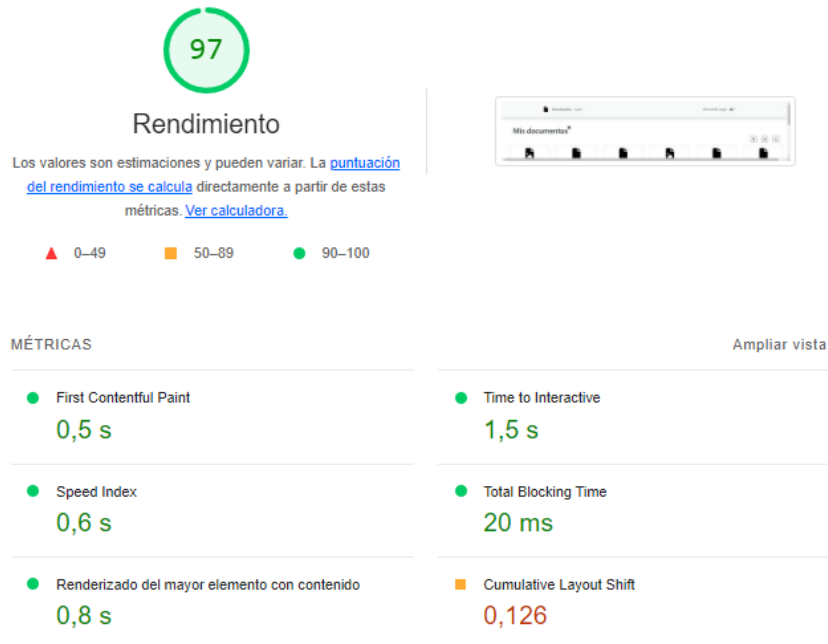 97
Rendimiento
Los valores son estimaciones y pueden variar. La puntuación
del rendimiento se calcula directamente a partir de estas
métricas. Ver calculadora.
0–49 50–89 90–100
Mis documentos
MÉTRICAS
Ampliar vista
First Contentful Paint
0,5 s
Time to Interactive
1,5 s
Speed Index
0,6 s
Total Blocking Time
20 ms
Renderizado del mayor elemento con contenido
0,8 s
Cumulative Layout Shift
0,126